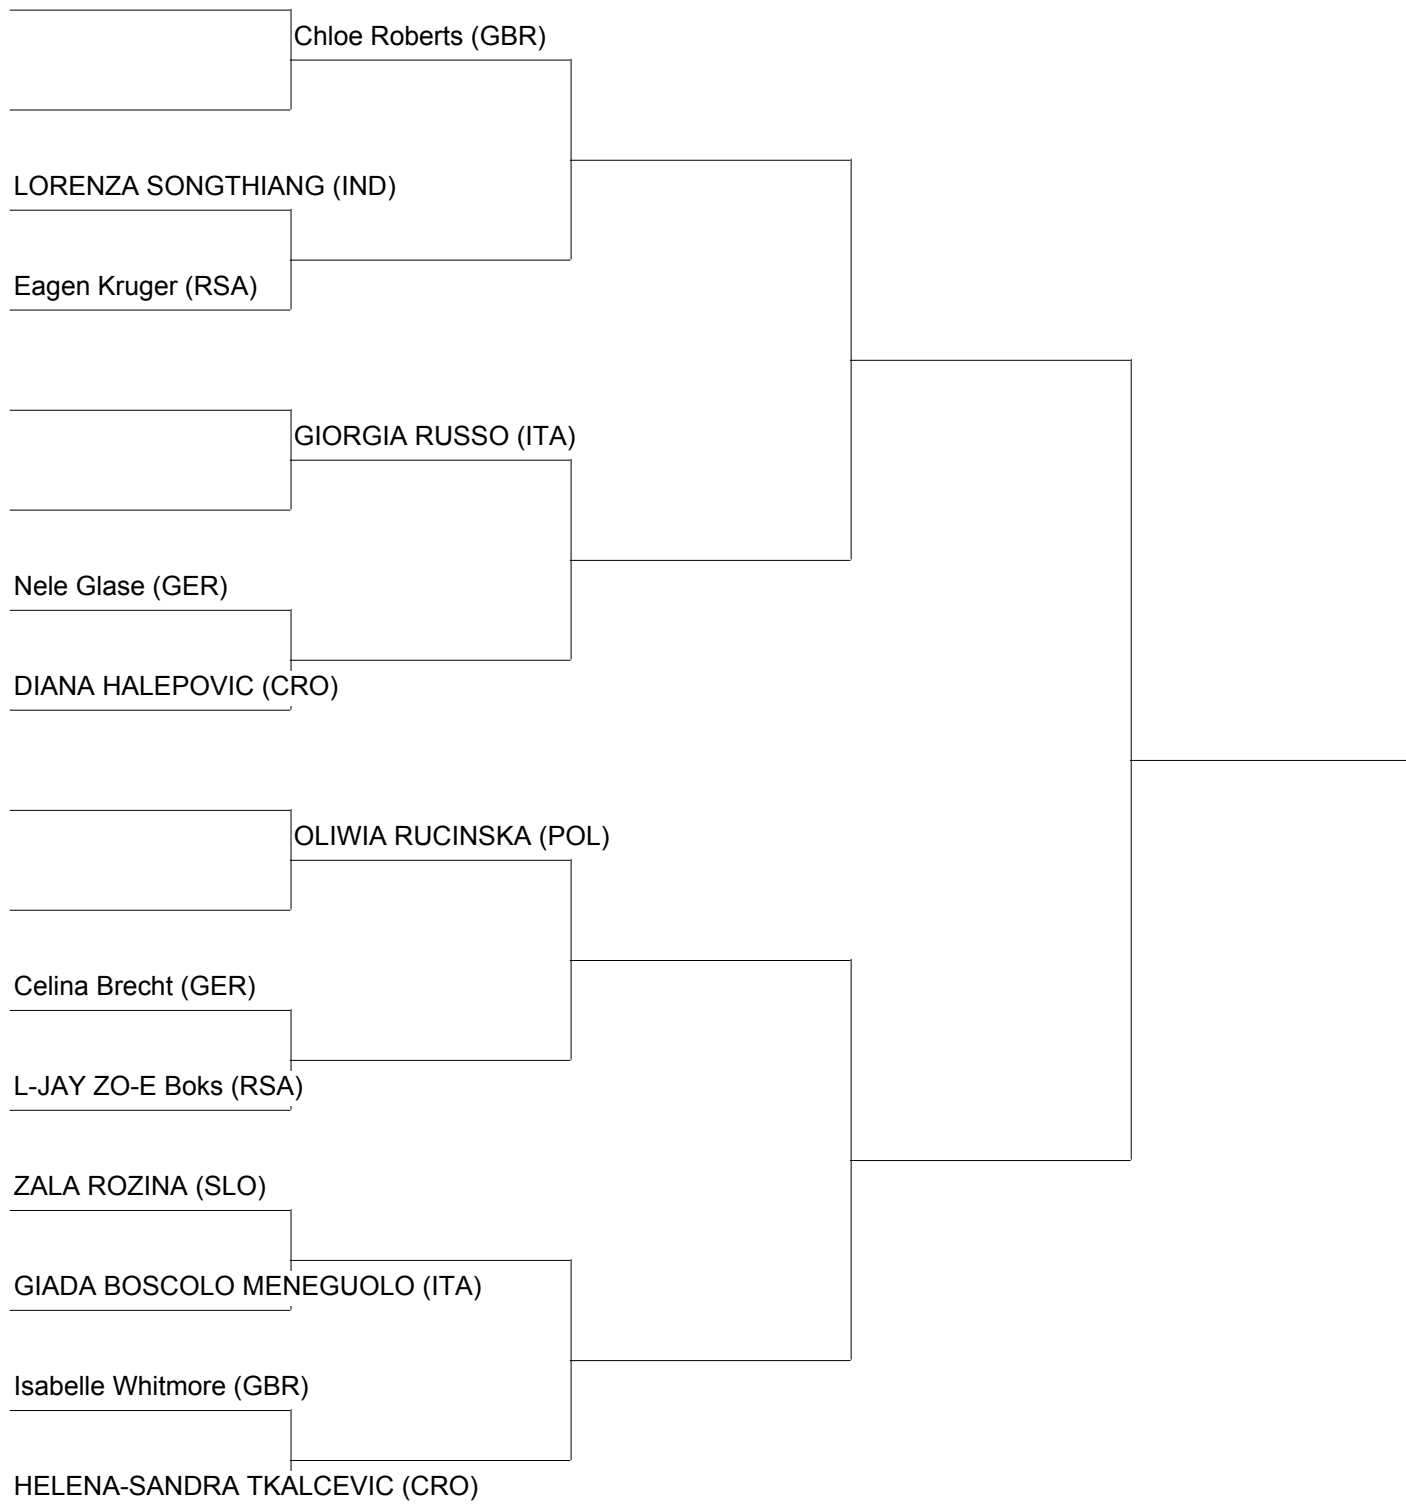 Chloe Roberts (GBR)
LORENZA SONGTHIANG (IND)
Eagen Kruger (RSA)
GIORGIA RUSSO (ITA)
Nele Glase (GER)
DIANA HALEPOVIC (CRO)
OLIWIA RUCINSKA (POL)
Celina Brecht (GER)
L-JAY ZO-E Boks (RSA)
ZALA ROZINA (SLO)
GIADA BOSCOLO MENEGUOLO (ITA)
Isabelle Whitmore (GBR)
HELENA-SANDRA TKALCEVIC (CRO)